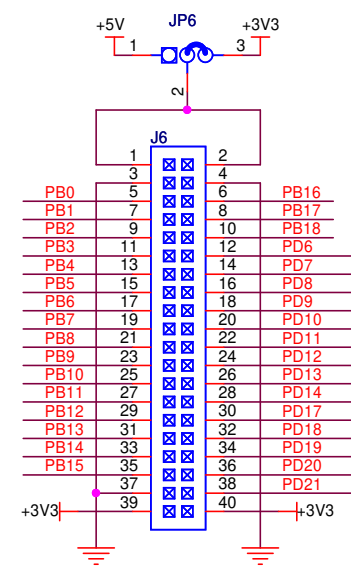 JP6
+5V +3V3
1 3
2
J6
1 2
3 4
PB0 5 6 PB16
PB1 7 8 PB17
PB2 9 10 PB18
PB3 11 12 PD6
PB4 13 14 PD7
PB5 15 16 PD8
PB6 17 18 PD9
PB7 19 20 PD10
PB8 21 22 PD11
PB9 23 24 PD12
PB10 25 26 PD13
PB11 27 28 PD14
PB12 29 30 PD17
PB13 31 32 PD18
PB14 33 34 PD19
PB15 35 36 PD20
37 38 PD21
+3V3 39 40 +3V3